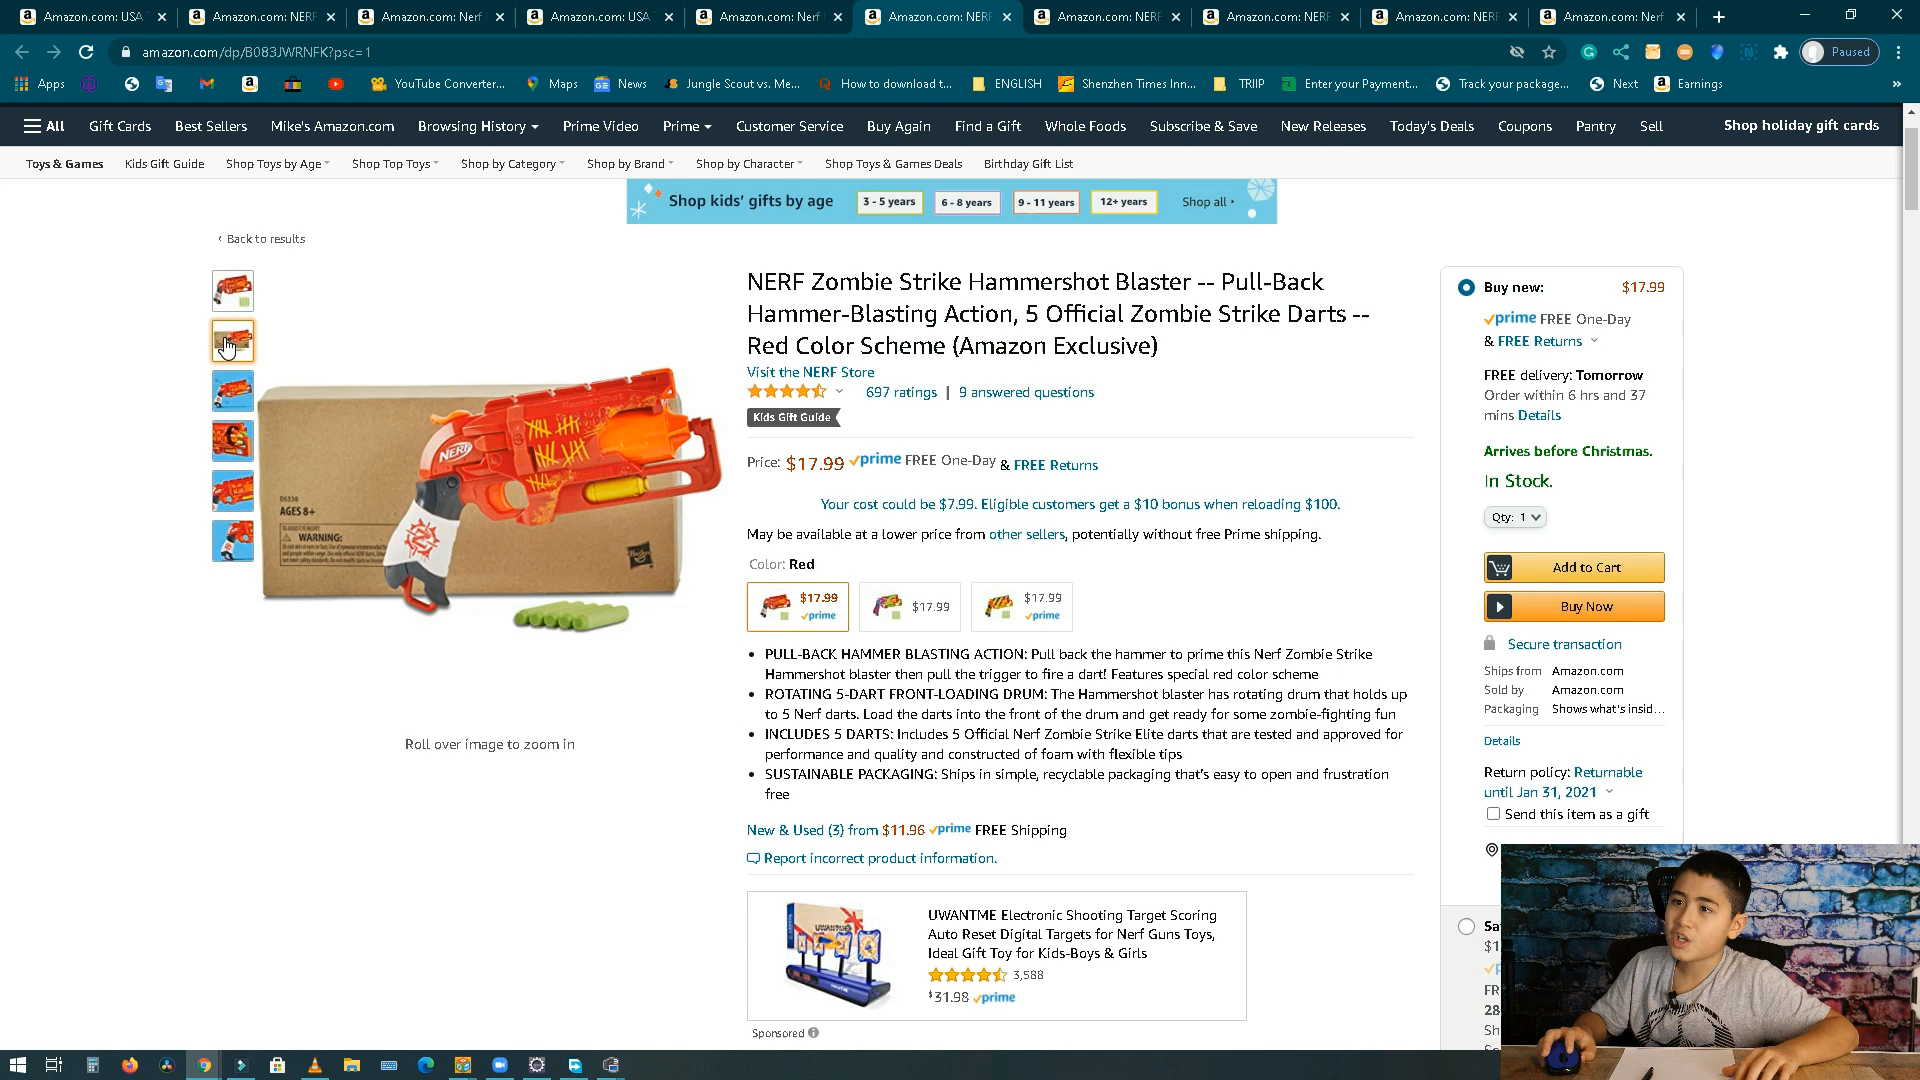 Amazon.com: USA
Amazon.com: NERF
Amazon.com: Nerf
Amazon.com: USA
Amazon.com: Nerf
Amazon.com: NERF
Amazon.com: NERF
Amazon.com: NERF
Amazon.com: NERF
Amazon.com: Nerf
amazon.com/dp/B083JWRNFK?psc=1
Paused
Apps
YouTube Converter...
Maps
News
Jungle Scout vs. Me...
How to download t...
ENGLISH
Shenzhen Times Inn...
TRIIP
Enter your Payment...
Track your package...
Next
Earnings
All
Gift Cards
Best Sellers
Mike's Amazon.com
Browsing History
Prime Video
Prime
Customer Service
Buy Again
Find a Gift
Whole Foods
Subscribe & Save
New Releases
Today's Deals
Coupons
Pantry
Sell
Shop holiday gift cards
Toys & Games
Kids Gift Guide
Shop Toys by Age
Shop Top Toys
Shop by Category
Shop by Brand
Shop by Character
Shop Toys & Games Deals
Birthday Gift List
Shop kids' gifts by age
3 - 5 years
6 - 8 years
9 - 11 years
12+ years
Shop all
‹ Back to results
NERF
E6338
AGES 8+
WARNING:
Hasbro
Roll over image to zoom in
NERF Zombie Strike Hammershot Blaster -- Pull-Back
Hammer-Blasting Action, 5 Official Zombie Strike Darts --
Red Color Scheme (Amazon Exclusive)
Visit the NERF Store
697 ratings | 9 answered questions
Kids Gift Guide
Price: $17.99 prime FREE One-Day & FREE Returns
Your cost could be $7.99. Eligible customers get a $10 bonus when reloading $100.
May be available at a lower price from other sellers, potentially without free Prime shipping.
Color: Red
$17.99
prime
$17.99
$17.99
prime
• PULL-BACK HAMMER BLASTING ACTION: Pull back the hammer to prime this Nerf Zombie Strike
Hammershot blaster then pull the trigger to fire a dart! Features special red color scheme
• ROTATING 5-DART FRONT-LOADING DRUM: The Hammershot blaster has rotating drum that holds up
to 5 Nerf darts. Load the darts into the front of the drum and get ready for some zombie-fighting fun
• INCLUDES 5 DARTS: Includes 5 Official Nerf Zombie Strike Elite darts that are tested and approved for
performance and quality and constructed of foam with flexible tips
• SUSTAINABLE PACKAGING: Ships in simple, recyclable packaging that's easy to open and frustration
free
New & Used (3) from $11.96 prime FREE Shipping
Report incorrect product information.
UWANTME
UWANTME Electronic Shooting Target Scoring
Auto Reset Digital Targets for Nerf Guns Toys,
Ideal Gift Toy for Kids-Boys & Girls
3,588
$31.98 prime
Sponsored
Buy new: $17.99
prime FREE One-Day
& FREE Returns
FREE delivery: Tomorrow
Order within 6 hrs and 37
mins Details
Arrives before Christmas.
In Stock.
Qty: 1
Add to Cart
Buy Now
Secure transaction
Ships from Amazon.com
Sold by Amazon.com
Packaging Shows what's insid...
Details
Return policy: Returnable
until Jan 31, 2021
Send this item as a gift
Sa
$1
FR
28
Sh